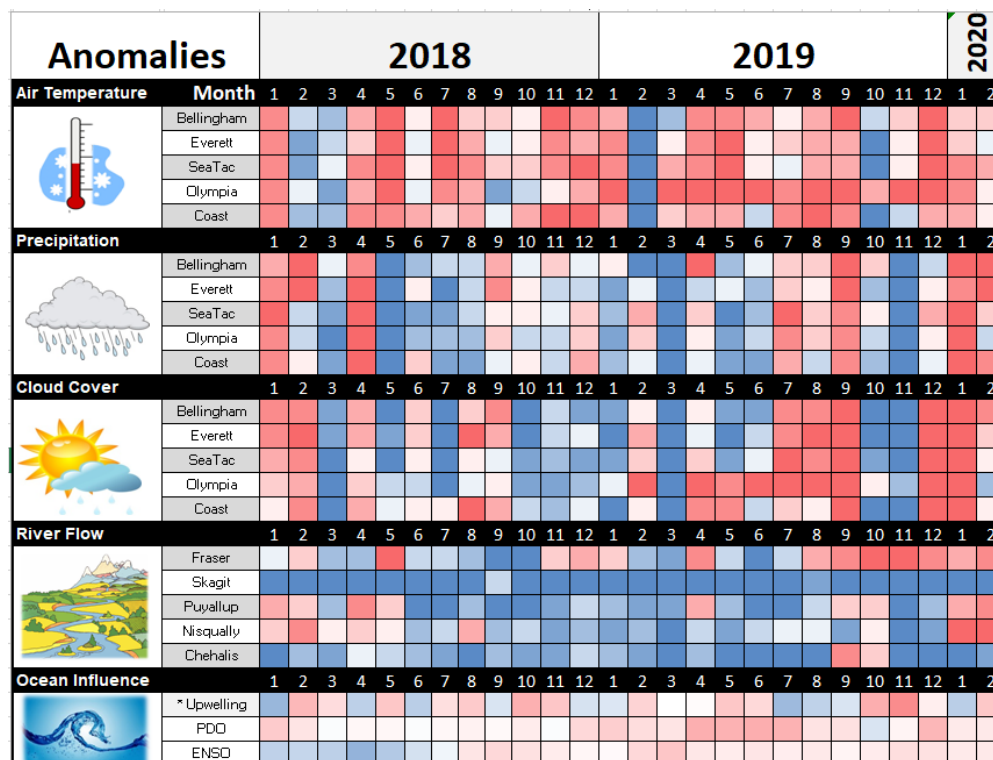 Anomalies 2018 2019 2020
Air Temperature Month 1 2 3 4 5 6 7 8 9 10 11 12 1 2 3 4 5 6 7 8 9 10 11 12 1 2
Bellingham
Everett
SeaTac
Olympia
Coast
Precipitation 1 2 3 4 5 6 7 8 9 10 11 12 1 2 3 4 5 6 7 8 9 10 11 12 1 2
Bellingham
Everett
SeaTac
Olympia
Coast
Cloud Cover 1 2 3 4 5 6 7 8 9 10 11 12 1 2 3 4 5 6 7 8 9 10 11 12 1 2
Bellingham
Everett
SeaTac
Olympia
Coast
River Flow 1 2 3 4 5 6 7 8 9 10 11 12 1 2 3 4 5 6 7 8 9 10 11 12 1 2
Fraser
Skagit
Puyallup
Nisqually
Chehalis
Ocean Influence 1 2 3 4 5 6 7 8 9 10 11 12 1 2 3 4 5 6 7 8 9 10 11 12 1 2
* Upwelling
PDO
ENSO